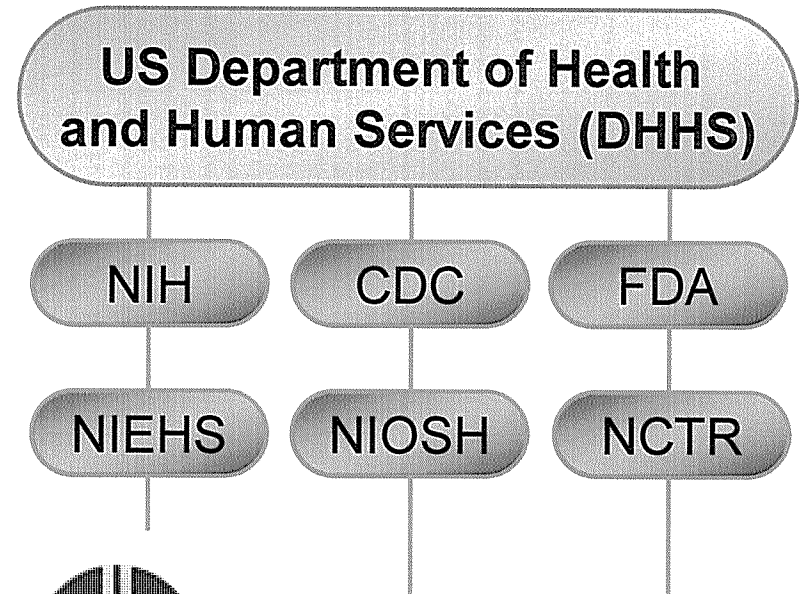 US Department of Health
and Human Services (DHHS)
NIH
CDC
FDA
NIEHS
NIOSH
NCTR